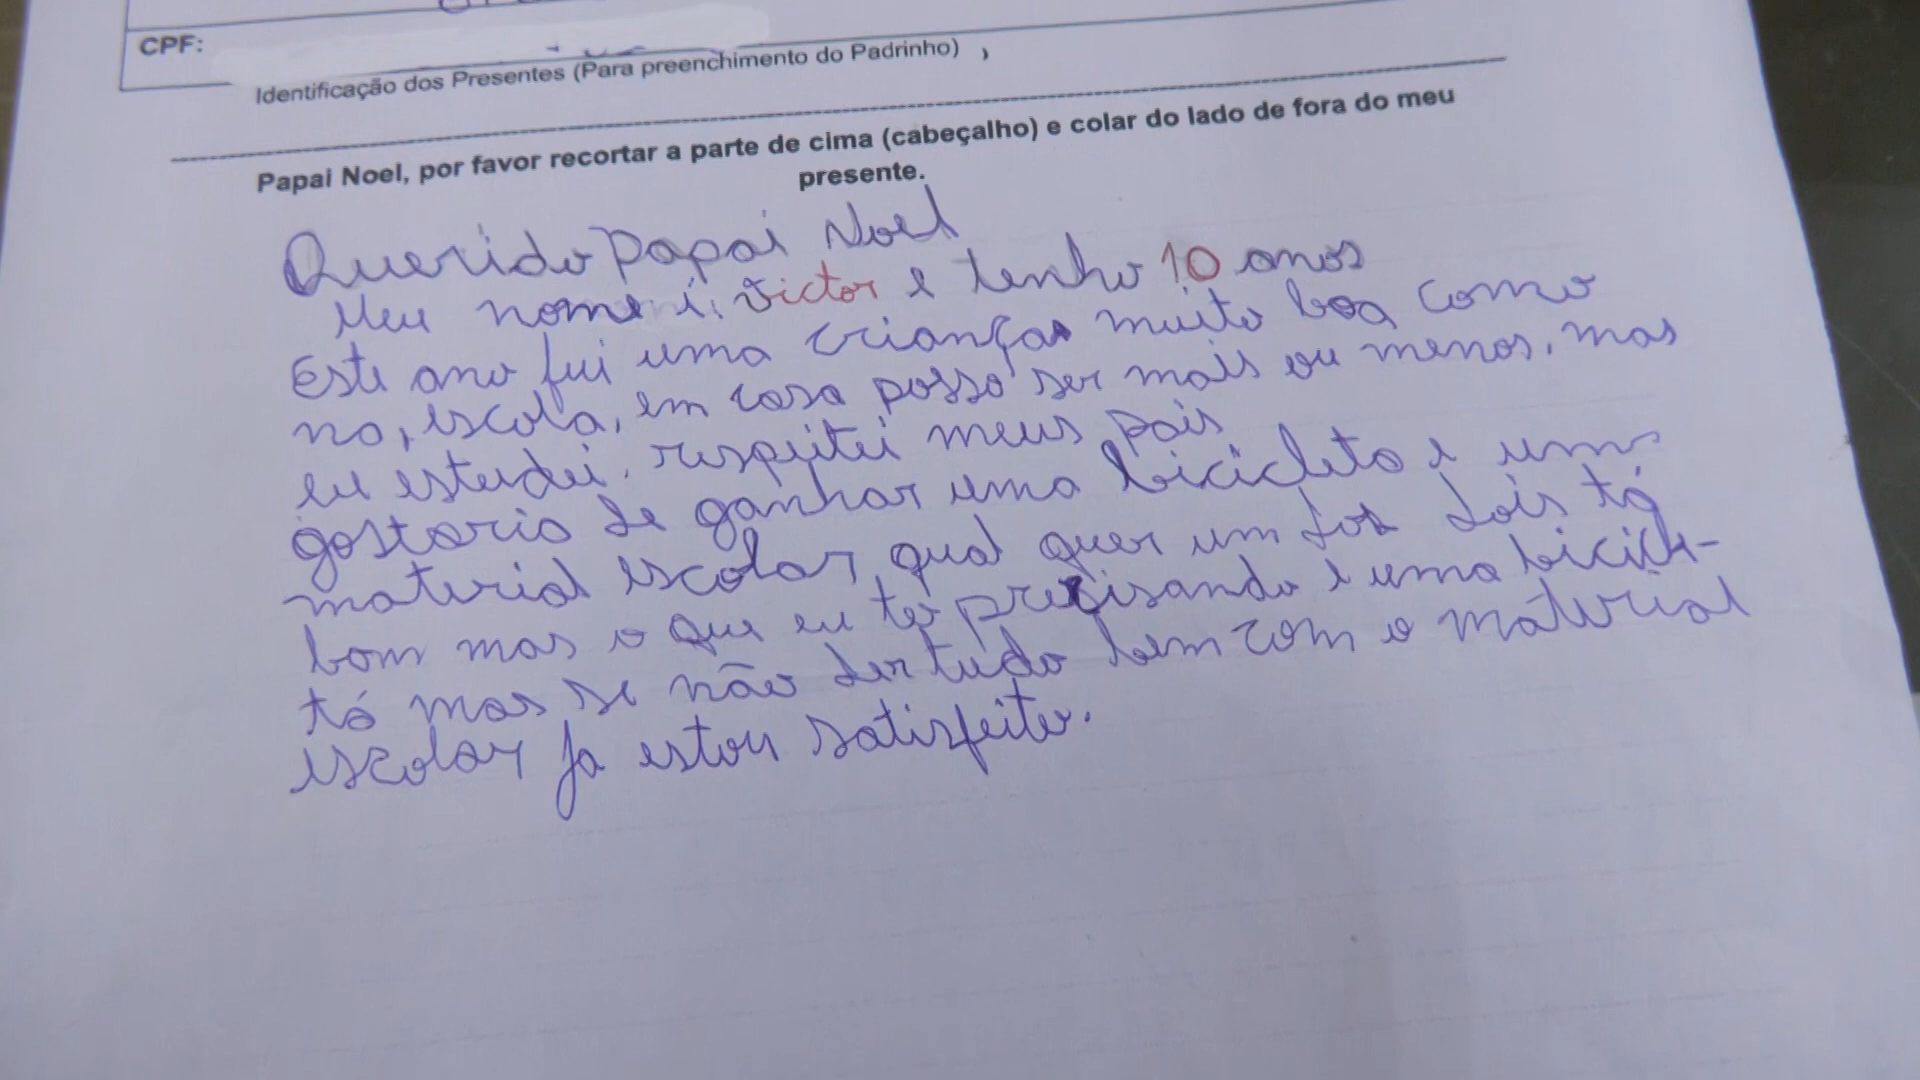 CPF:
Identificação dos Presentes (Para preenchimento do Padrinho)
Papai Noel, por favor recortar a parte de cima (cabeçalho) e colar do lado de fora do meu
presente.
Querido Papai Noel
Meu nome é: Victor e tenho 10 anos
Este ano fui uma criança muito boa como
na, escola, em casa posso ser mais ou menos, mas
eu estudei, respeitei meus pais
gostaria de ganhar uma bicicleta e um
material escolar qual quer um dos dois tá
bom mas o que eu to precisando é uma bicicle-
tá mas se não der tudo bem com o material
escolar ja estou satisfeito.